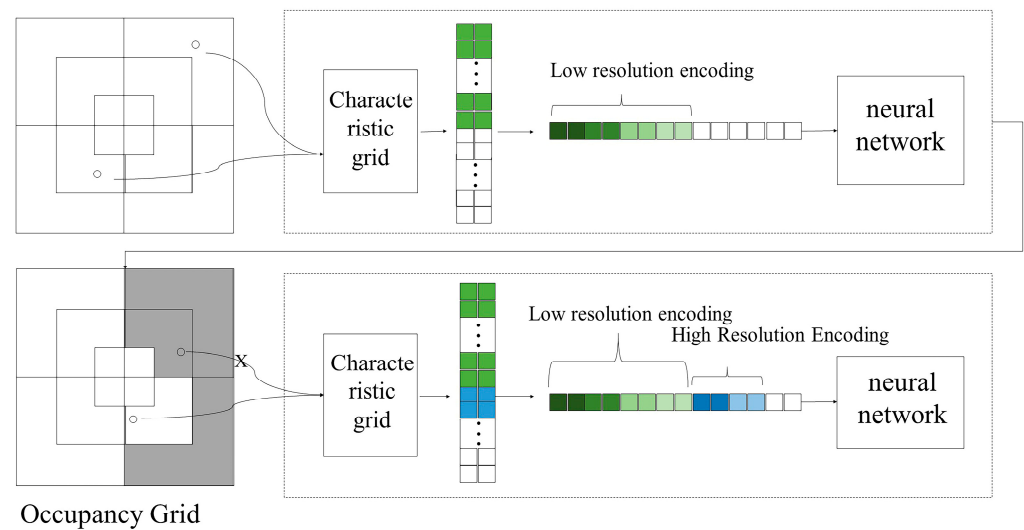 Low resolution encoding
Characte
ristic
grid
neural
network
Low resolution encoding
High Resolution Encoding
X
Characte
ristic
grid
neural
network
Occupancy Grid